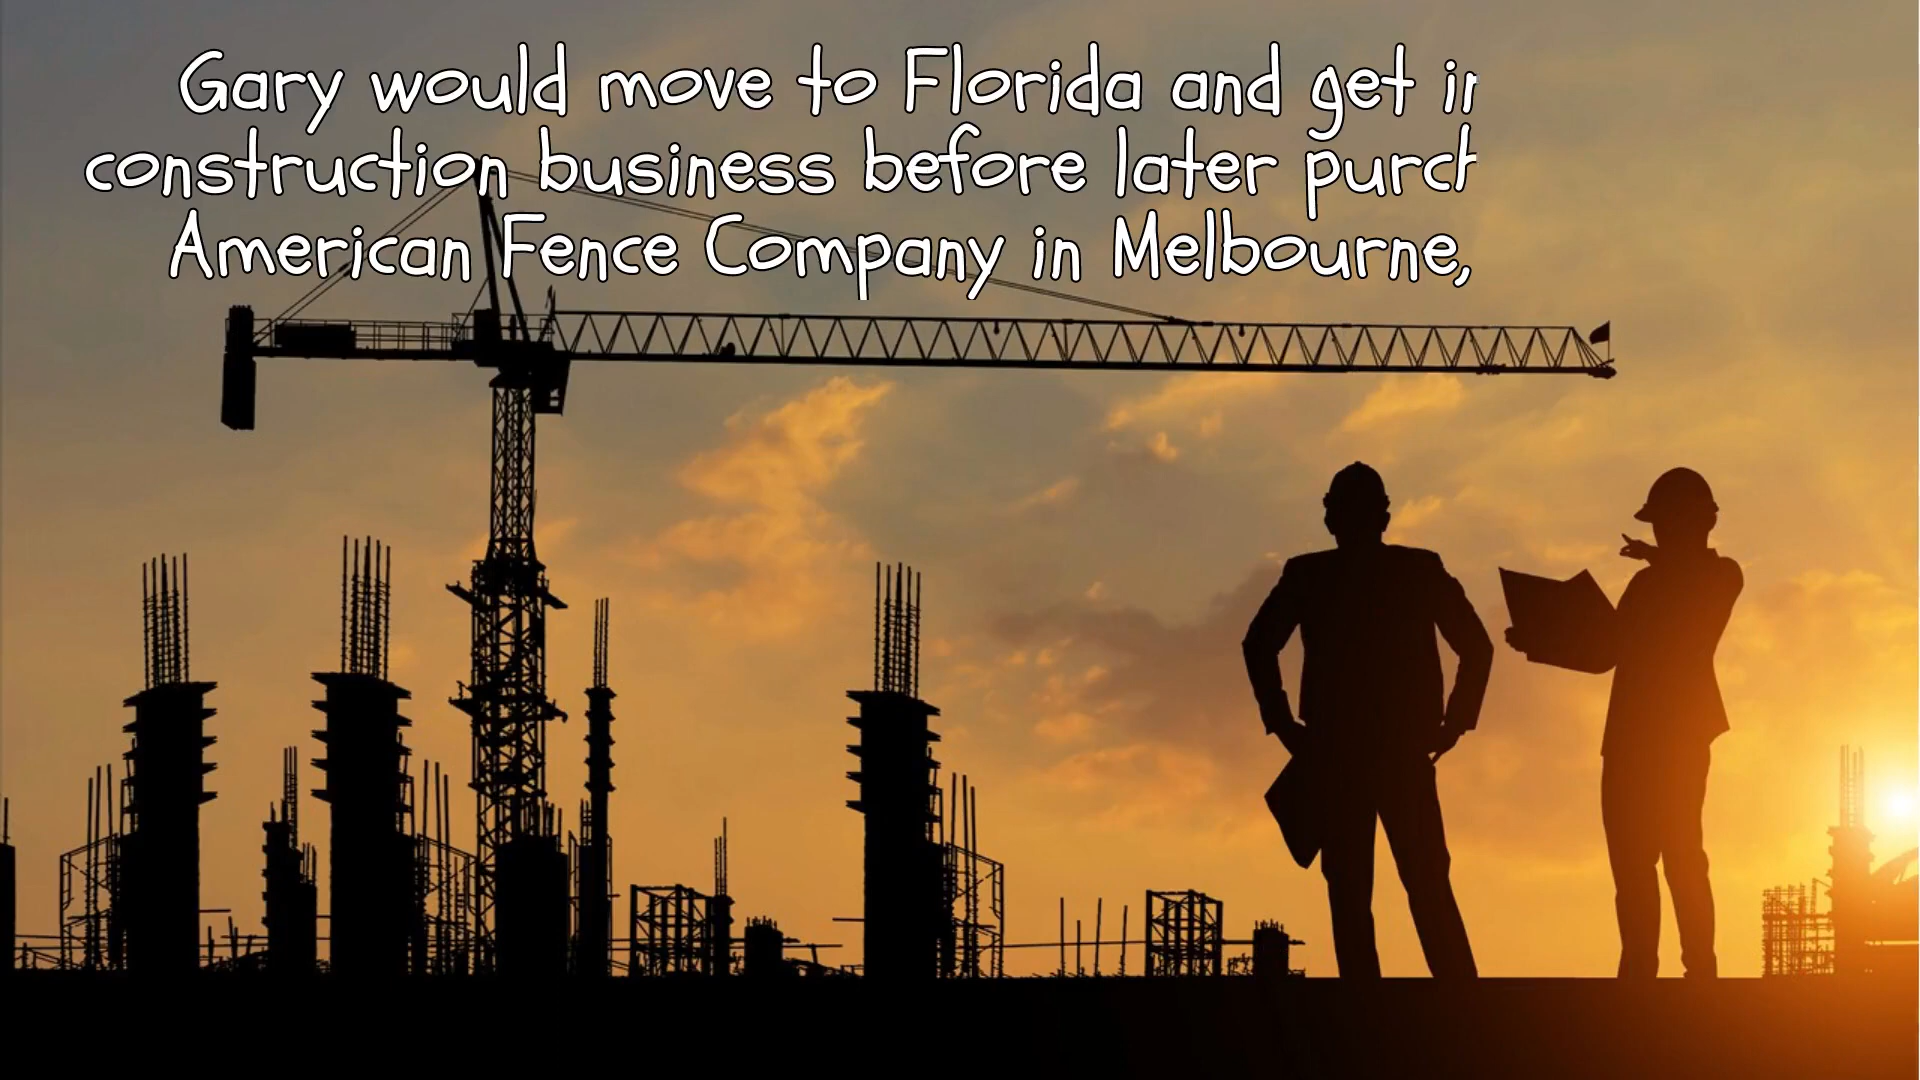 Gary would move to Florida and get
construction business before later
American Fence Company in Melbourne,